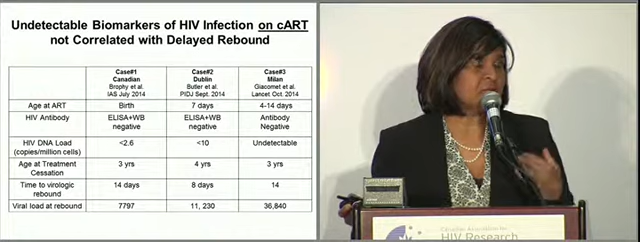 Undetectable Biomarkers of HIV Infection on cART
not Correlated with Delayed Rebound
Case#1
Canadian
Brophy et al.
IAS July 2014
Case#2
Dublin
Butler et al.
PIDJ Sept. 2014
Case#3
Milan
Giacomet et al.
Lancet Oct. 2014
Age at ART Birth 7 days 4-14 days
HIV Antibody ELISA+WB negative ELISA+WB negative Antibody Negative
HIV DNA Load (copies/million cells) <2.6 <10 Undetectable
Age at Treatment Cessation 3 yrs 4 yrs 3 yrs
Time to virologic rebound 14 days 8 days 14
Viral load at rebound 7797 11, 230 36,840
Canadian Association for
HIV Research